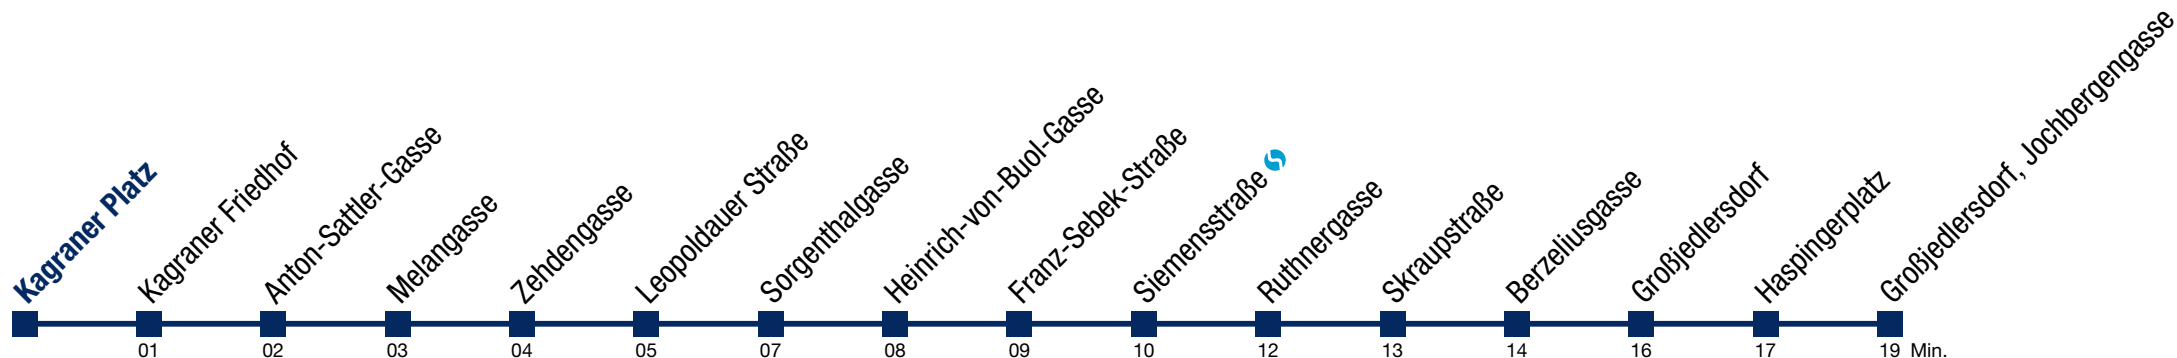 Kagraner Platz
Kagraner Friedhof
Anton-Sattler-Gasse
Melangasse
Zehdengasse
Leopoldauer Straße
Sorgenthalgasse
Heinrich-von-Buol-Gasse
Franz-Sebek-Straße
Siemensstraße
Ruthnergasse
Skraupstraße
Berzeliusgasse
Großjedlersdorf
Haspingerplatz
Großjedlersdorf, Jochbergengasse
01 02 03 04 05 07 08 09 10 12 13 14 16 17 19 Min.